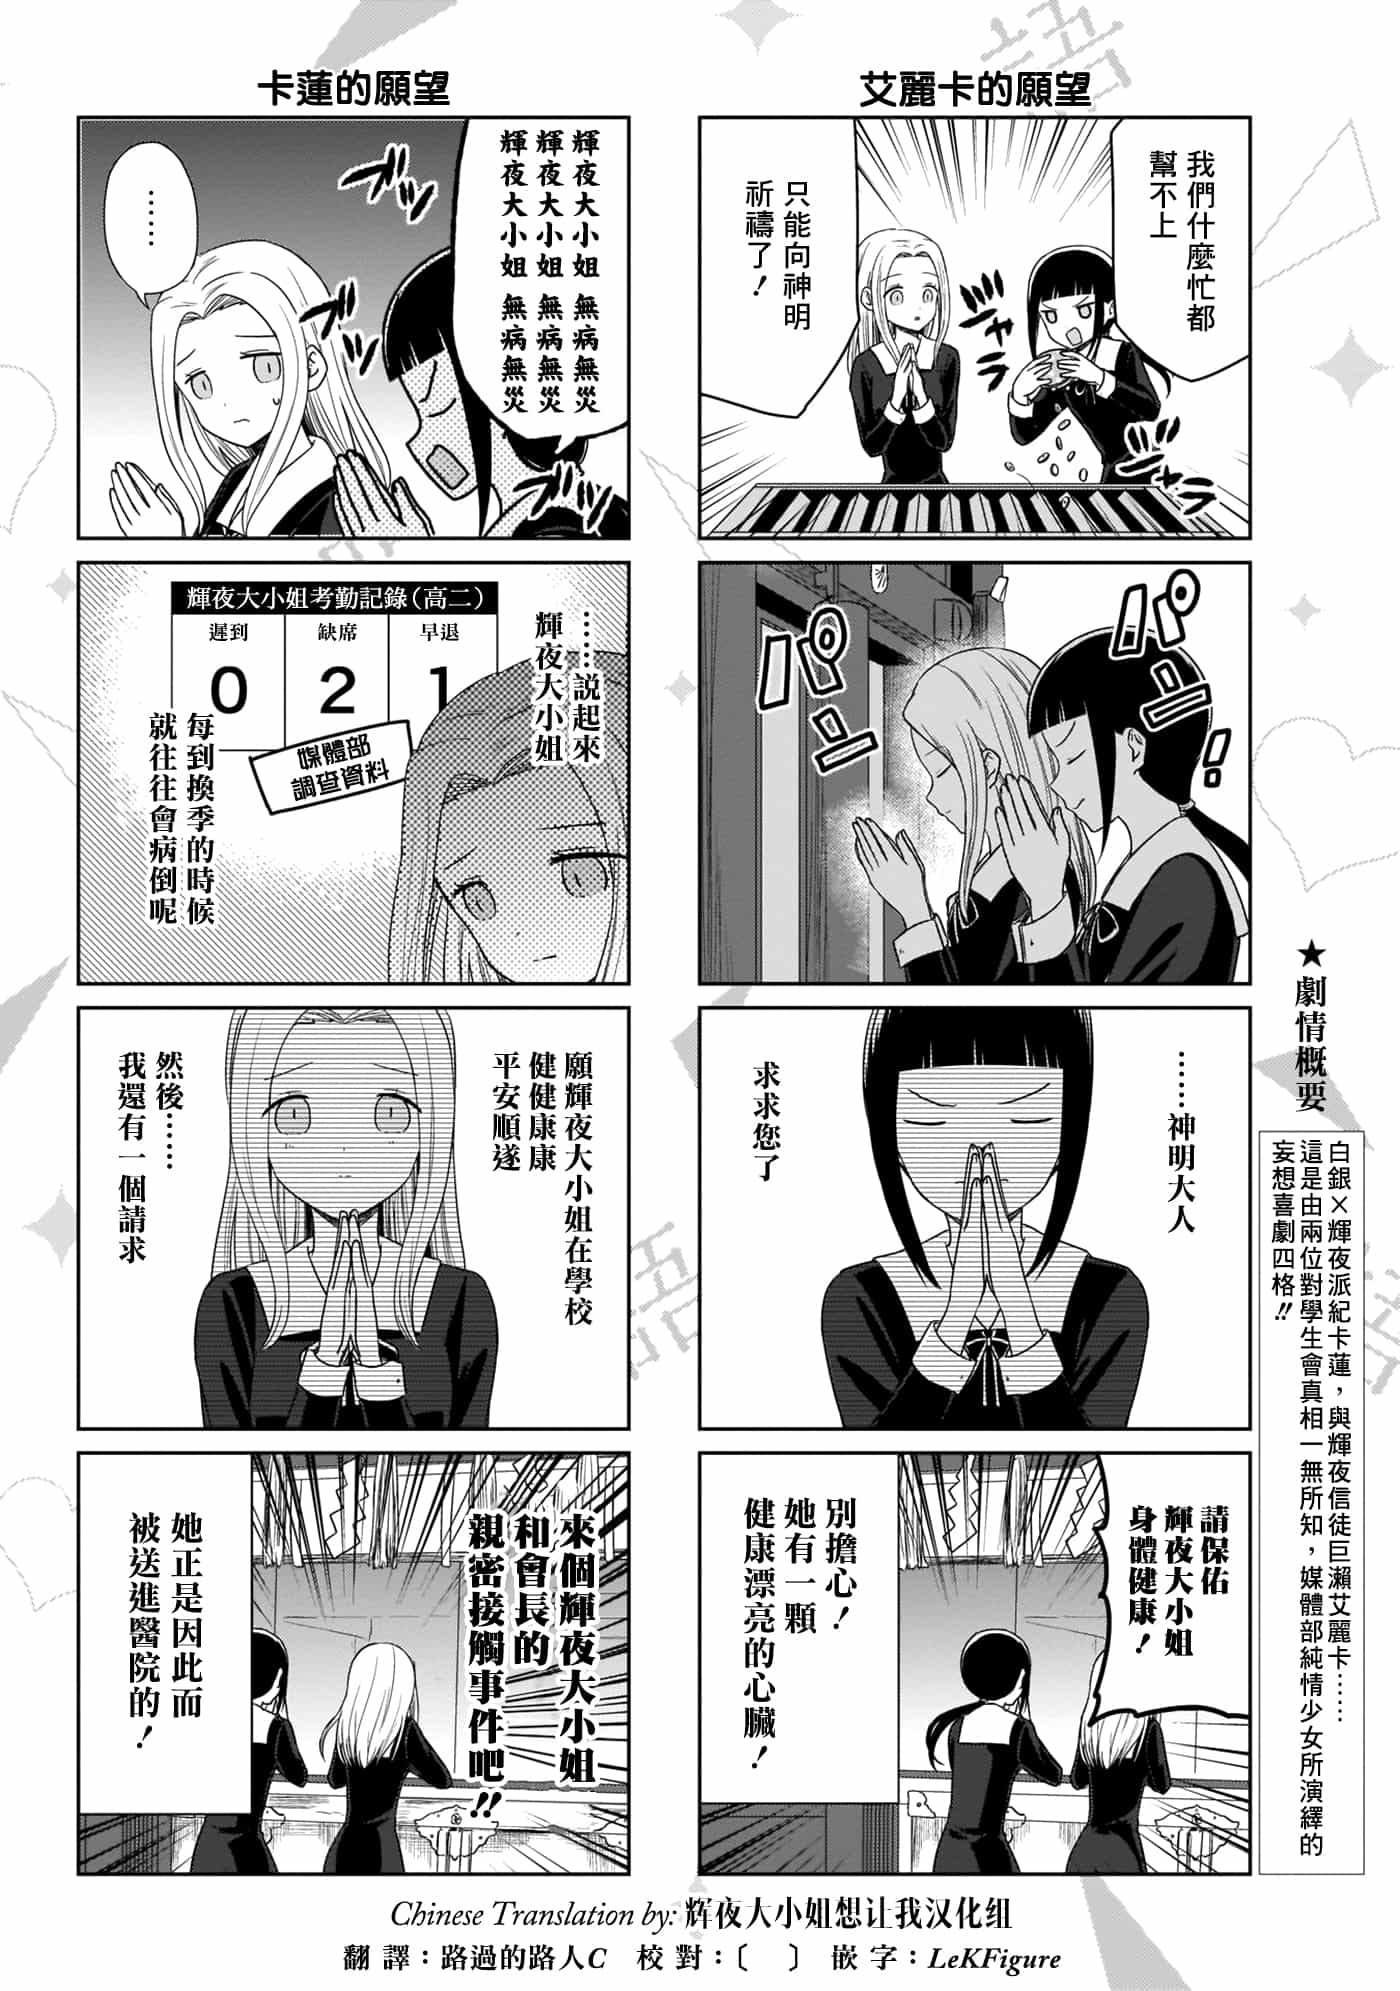 艾麗卡的願望
我們什麼忙都
幫不上
只能向神明
祈禱了！
パン
パン
……神明大人
求求您了
請保佑
輝夜大小姐
身體健康！
別擔心！
她有一顆
健康漂亮的心臟！
★劇情概要
白銀×輝夜派紀卡蓮，與輝夜信徒巨瀨艾麗卡……
這是由兩位對學生會真相一無所知，媒體部純情少女所演繹的
妄想喜劇四格!!
卡蓮的願望
輝夜大小姐 無病無災
輝夜大小姐 無病無災
輝夜大小姐 無病無災
……
……説起來
輝夜大小姐
輝夜大小姐考勤記錄（高二）
遲到 缺席 早退
0 2 1
媒體部
調查資料
每到換季的時候
就往往會病倒呢
願輝夜大小姐在學校
健健康康
平安順遂
然後……
我還有一個請求
來個輝夜大小姐
和會長的
親密接觸事件吧!!
她正是因此而
被送進醫院的！
Chinese Translation by: 辉夜大小姐想让我汉化组
翻譯：路過的路人C 校對：〔 〕 嵌字：LeKFigure